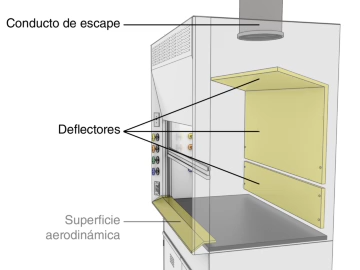 Conducto de escape
Deflectores
Superficie
aerodinámica